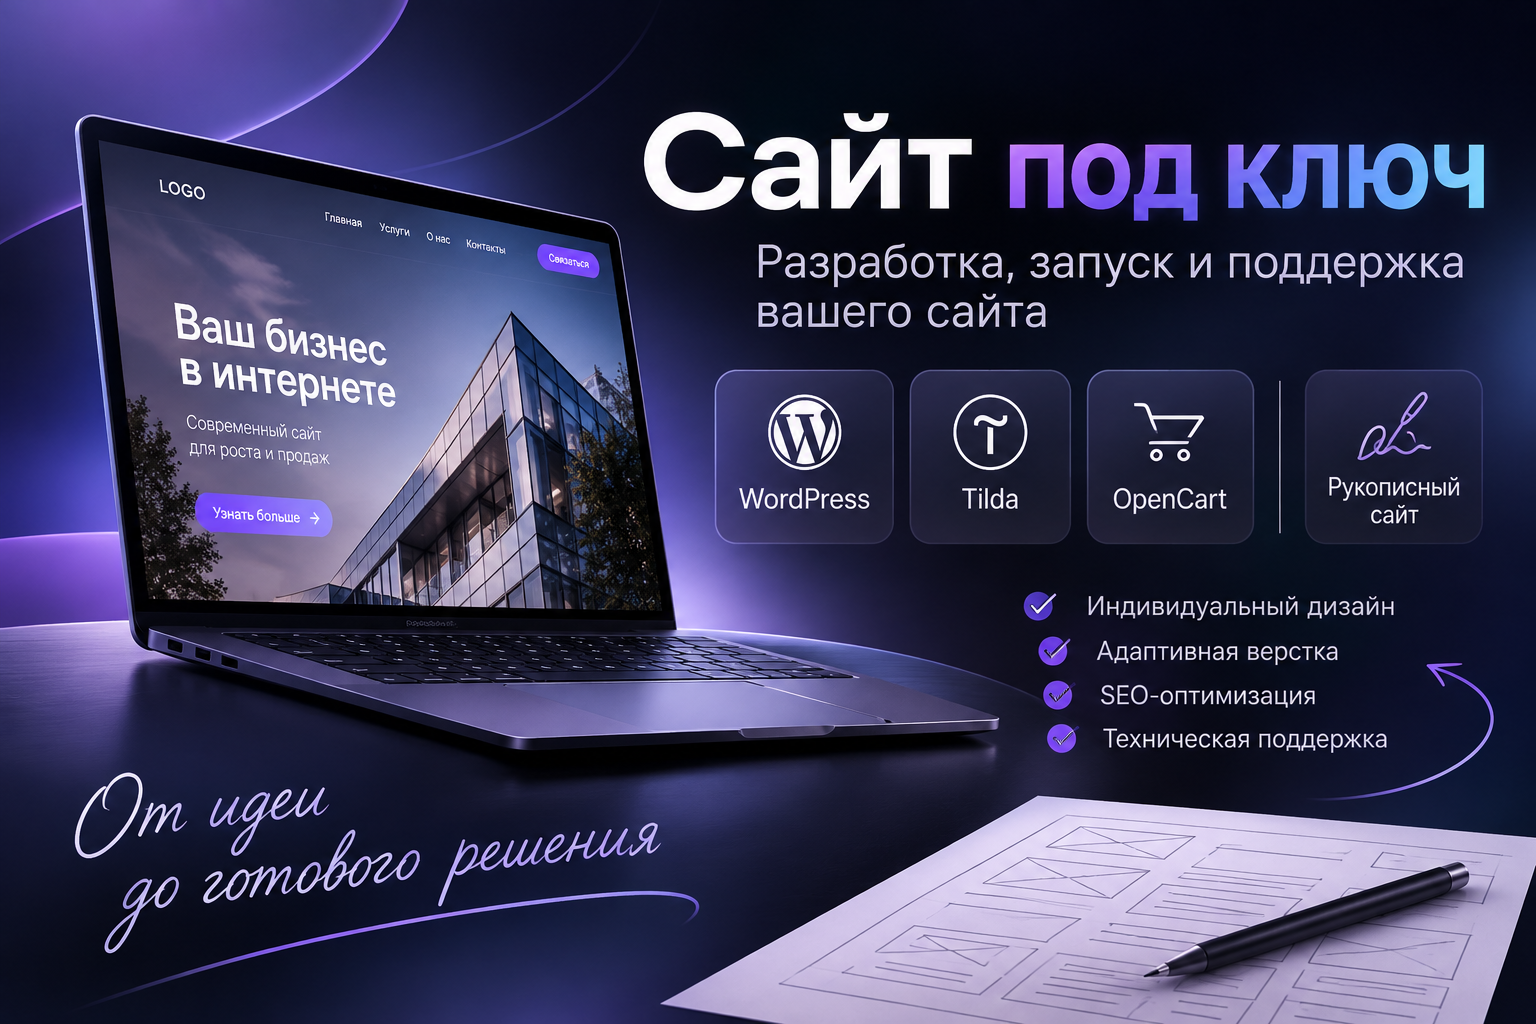 Сайт под ключ
Разработка, запуск и поддержка
вашего сайта
LOGO
Главная Услуги О нас Контакты Связаться
Ваш бизнес
в интернете
Современный сайт
для роста и продаж
Узнать больше
WordPress
Tilda
OpenCart
Рукописный
сайт
Индивидуальный дизайн
Адаптивная верстка
SEO-оптимизация
Техническая поддержка
От идеи
до готового решения